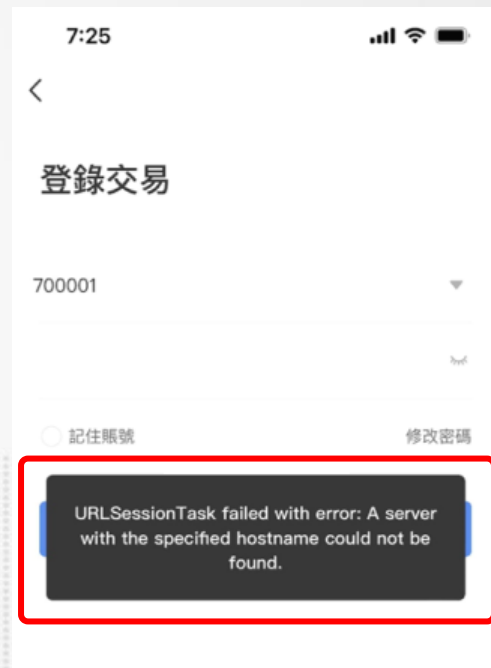 7:25
登錄交易
700001
記住賬號
修改密碼
URLSessionTask failed with error: A server
with the specified hostname could not be
found.